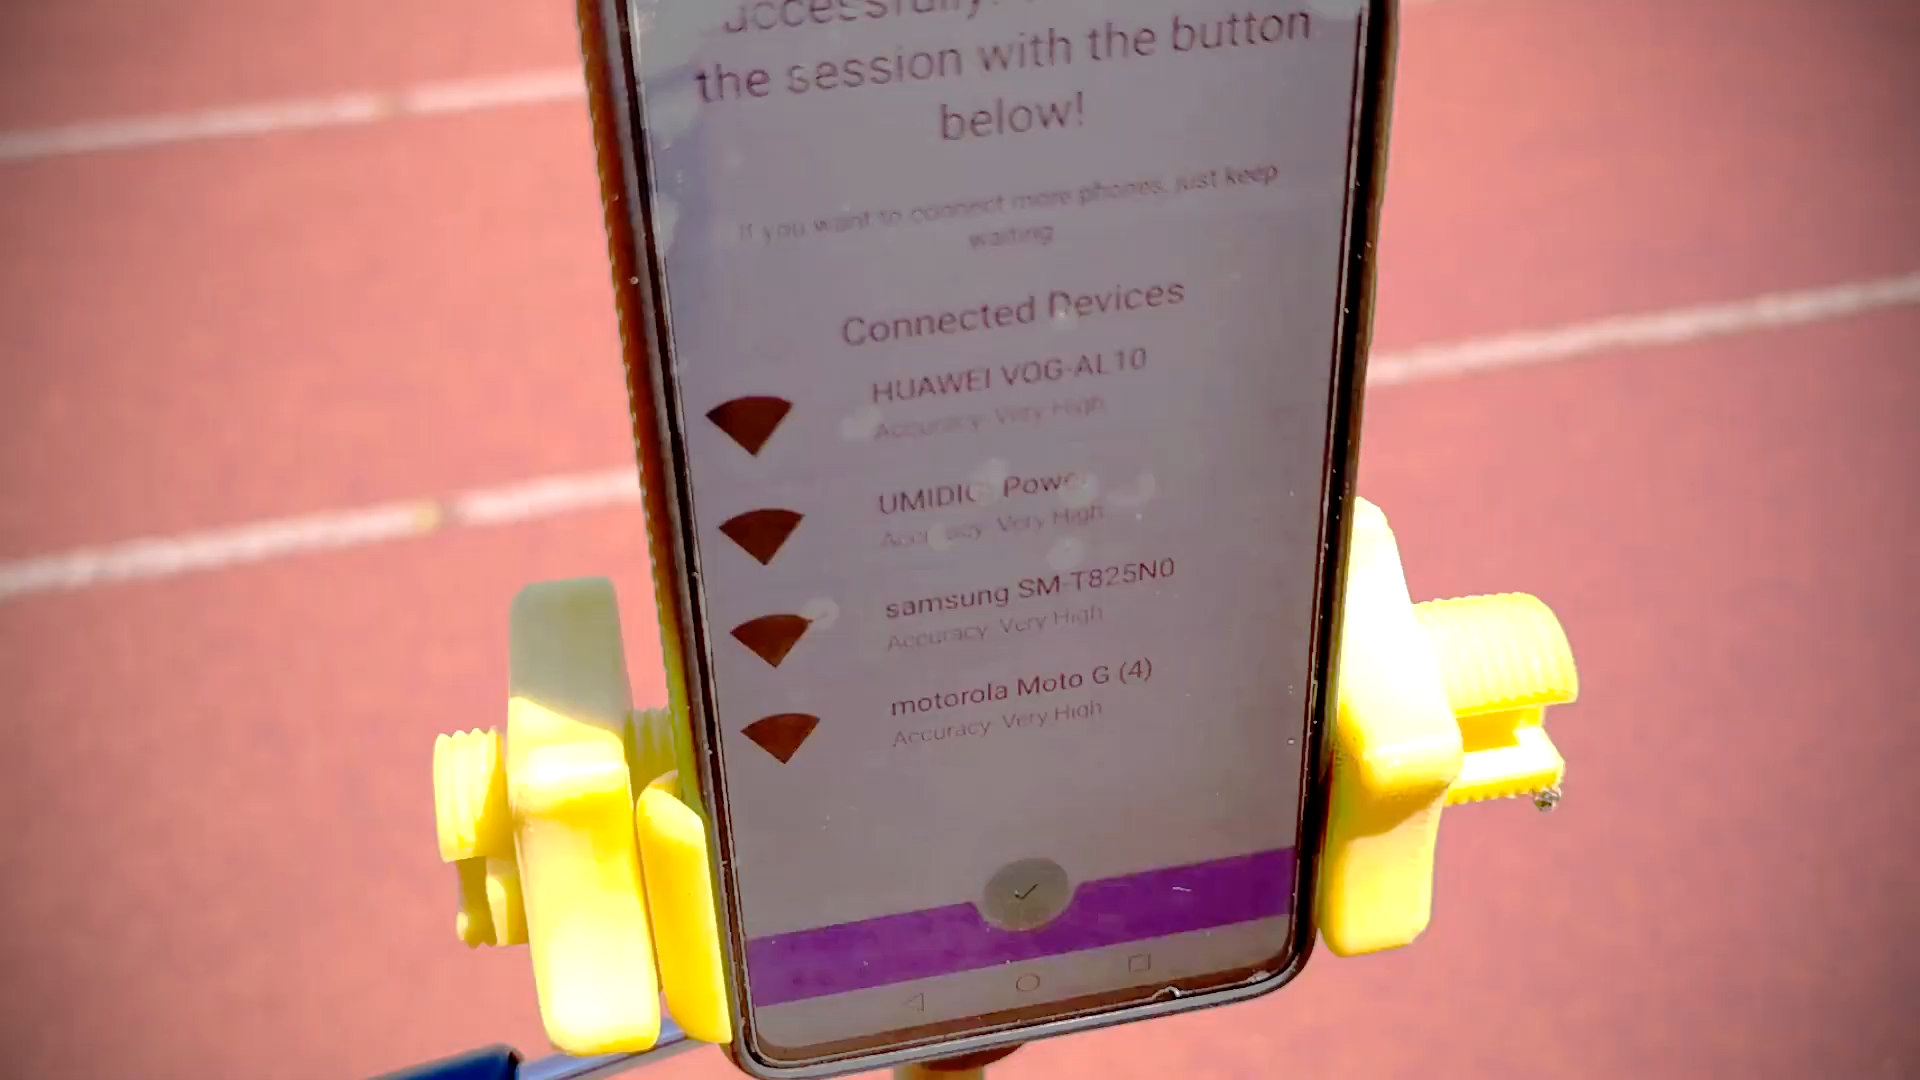 the session with the button
below!
If you want to connect more phones, just keep
waiting
Connected Devices
HUAWEI VOG-AL10
Accuracy: Very High
Power
Accuracy: Very High
samsung SM-T825N0
Accuracy: Very High
motorola Moto G (4)
Accuracy: Very High